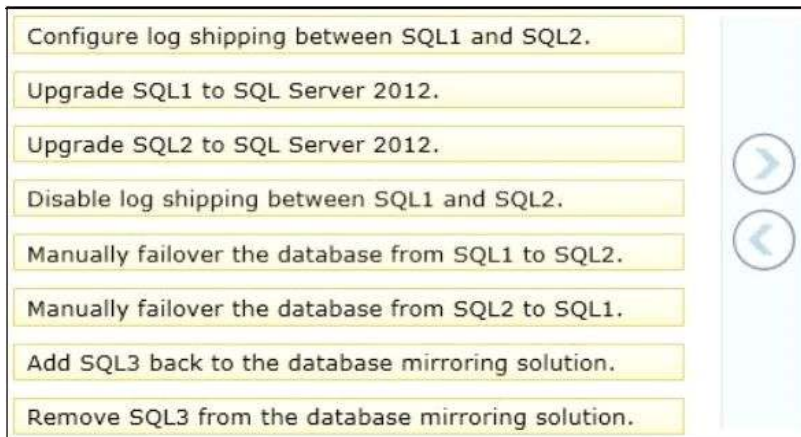 Configure log shipping between SQL1 and SQL2.
Upgrade SQL1 to SQL Server 2012.
Upgrade SQL2 to SQL Server 2012.
Disable log shipping between SQL1 and SQL2.
Manually failover the database from SQL1 to SQL2.
Manually failover the database from SQL2 to SQL1.
Add SQL3 back to the database mirroring solution.
Remove SQL3 from the database mirroring solution.